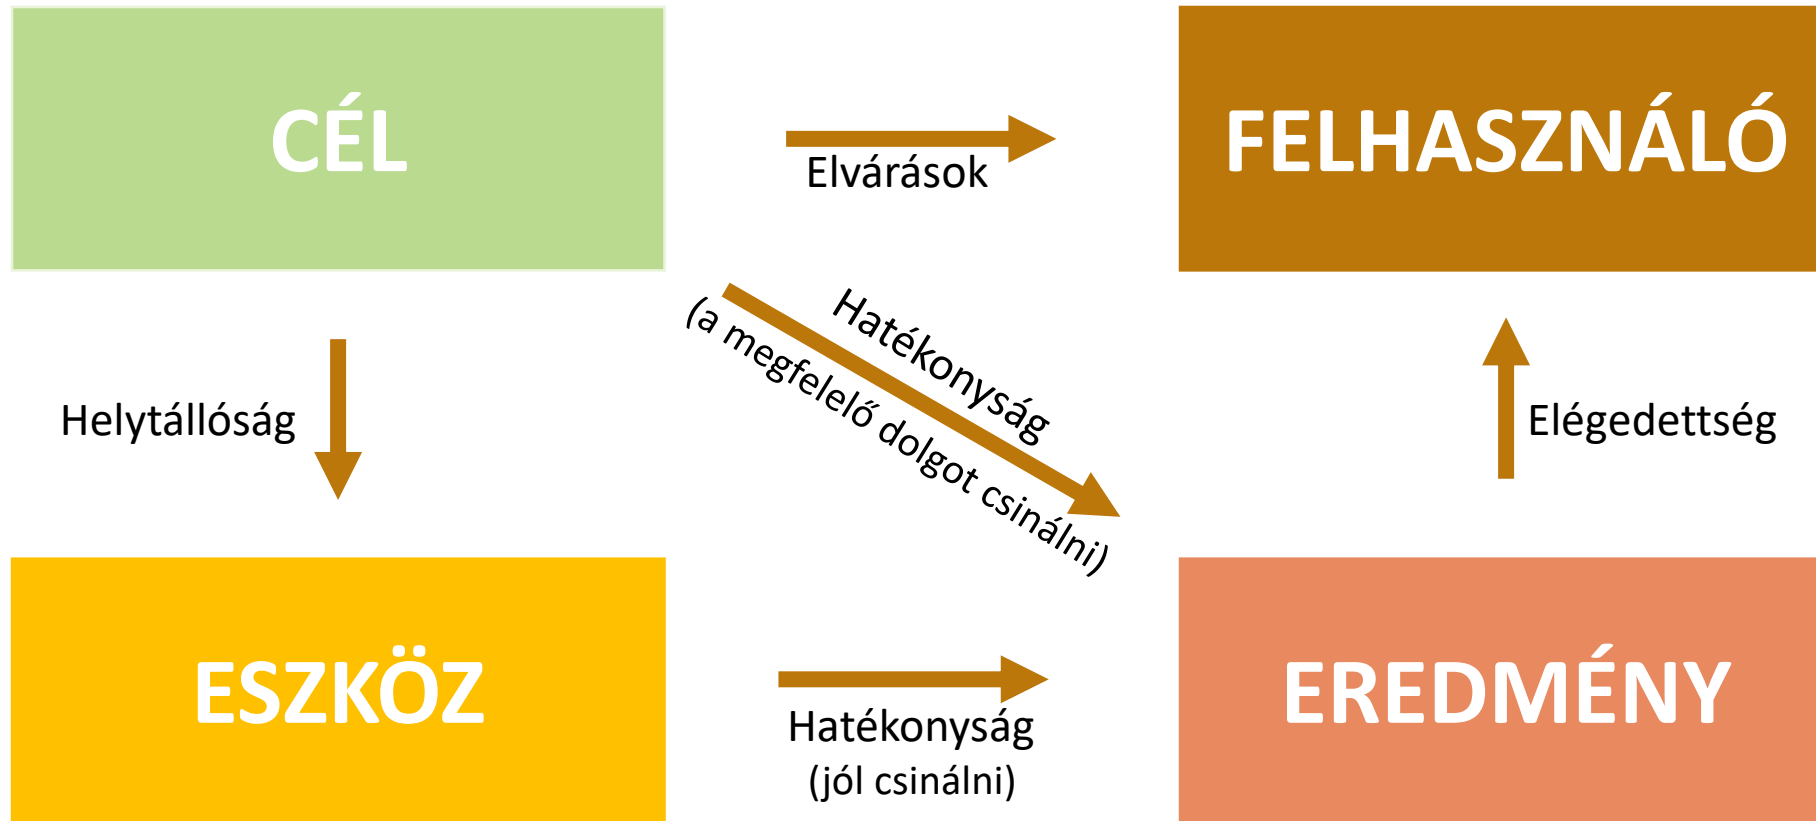 CÉL
Elvárások
FELHASZNÁLÓ
Helytállóság
Hatékonyság
(a megfelelő dolgot csinálni)
Elégedettség
ESZKÖZ
Hatékonyság
(jól csinálni)
EREDMÉNY